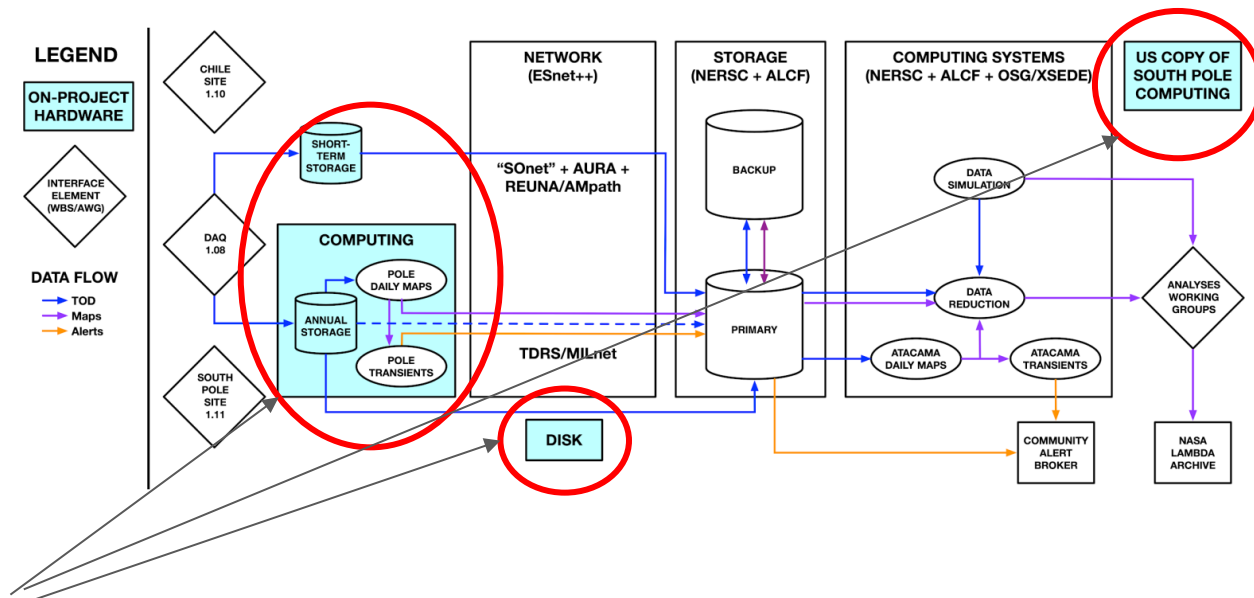 LEGEND
ON-PROJECT
HARDWARE
INTERFACE
ELEMENT
(WBS/AWG)
DATA FLOW
TOD
Maps
Alerts
CHILE
SITE
1.10
DAQ
1.08
SOUTH
POLE
SITE
1.11
SHORT-
TERM
STORAGE
COMPUTING
POLE
DAILY MAPS
ANNUAL
STORAGE
POLE
TRANSIENTS
NETWORK
(ESnet++)
“SOnet” + AURA +
REUNA/AMpath
TDRS/MILnet
DISK
STORAGE
(NERSC + ALCF)
BACKUP
PRIMARY
COMPUTING SYSTEMS
(NERSC + ALCF + OSG/XSEDE)
DATA
SIMULATION
DATA
REDUCTION
ATACAMA
DAILY MAPS
ATACAMA
TRANSIENTS
COMMUNITY
ALERT
BROKER
US COPY OF
SOUTH POLE
COMPUTING
ANALYSES
WORKING
GROUPS
NASA
LAMBDA
ARCHIVE